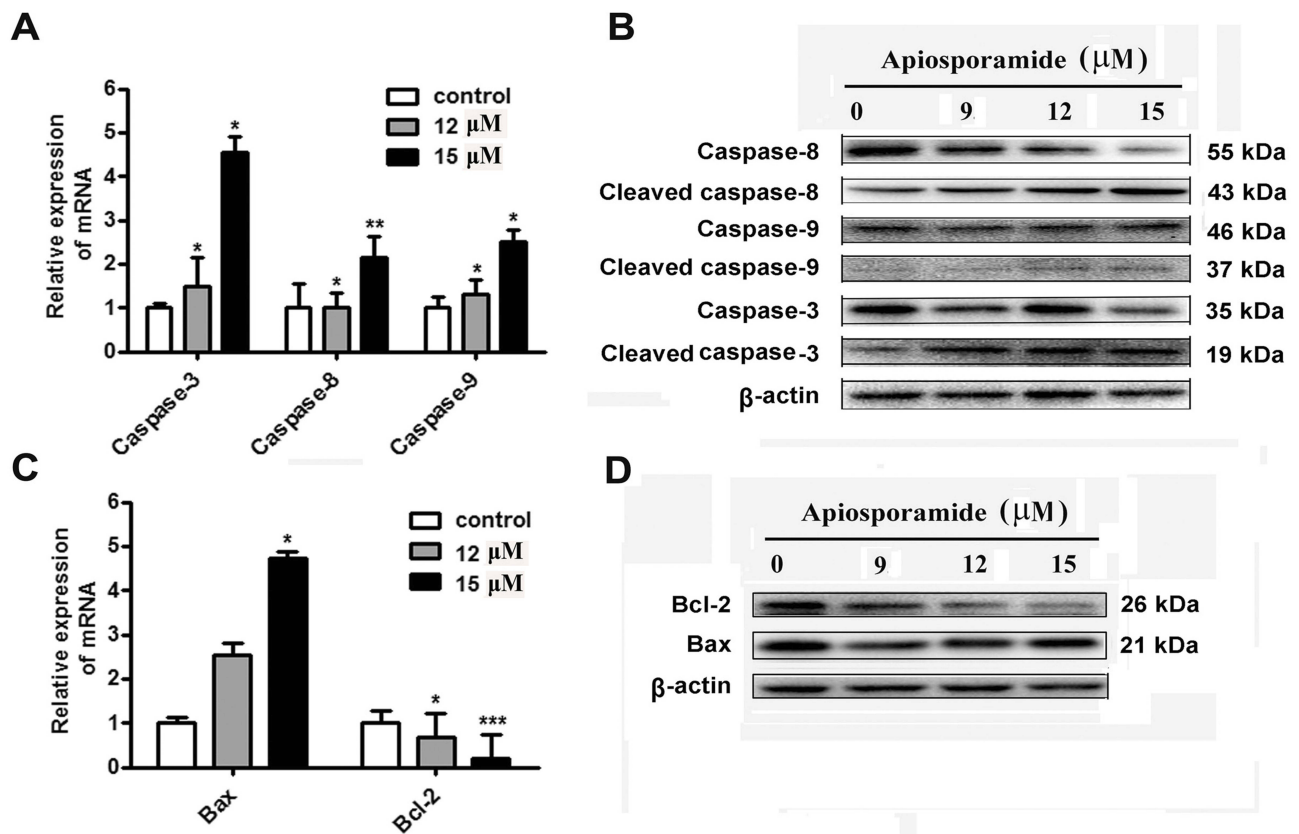 A
Relative expression
of mRNA
6
5
4
3
2
1
0
control
12 μM
15 μM
*
*
*
**
*
*
Caspase-3
Caspase-8
Caspase-9
B
Apiosporamide (μM)
0 9 12 15
Caspase-8 55 kDa
Cleaved caspase-8 43 kDa
Caspase-9 46 kDa
Cleaved caspase-9 37 kDa
Caspase-3 35 kDa
Cleaved caspase-3 19 kDa
β-actin
C
Relative expression
of mRNA
6
5
4
3
2
1
0
control
12 μM
15 μM
*
*
***
Bax
Bcl-2
D
Apiosporamide (μM)
0 9 12 15
Bcl-2 26 kDa
Bax 21 kDa
β-actin